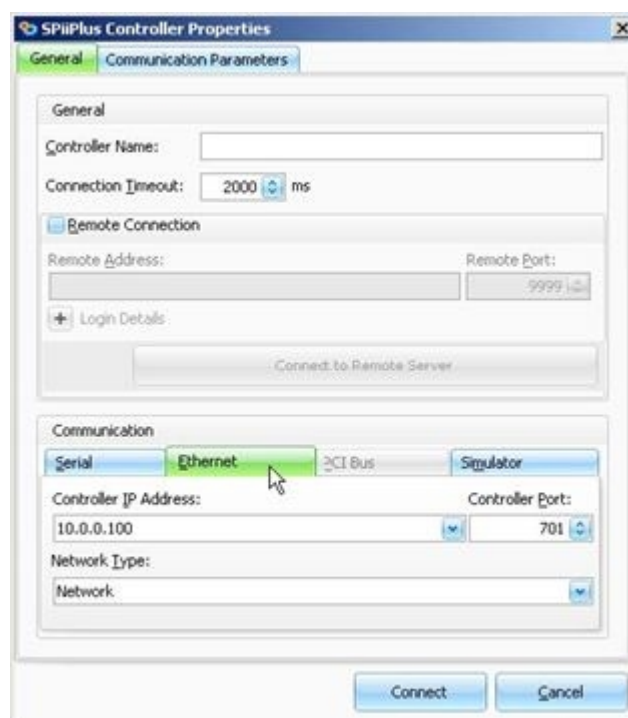 SPiiPlus Controller Properties
General Communication Parameters
General
Controller Name:
Connection Timeout: 2000 ms
Remote Connection
Remote Address: Remote Port:
9999
+ Login Details
Connect to Remote Server
Communication
Serial Ethernet PCI Bus Simulator
Controller IP Address: Controller Port:
10.0.0.100 701
Network Type:
Network
Connect Cancel